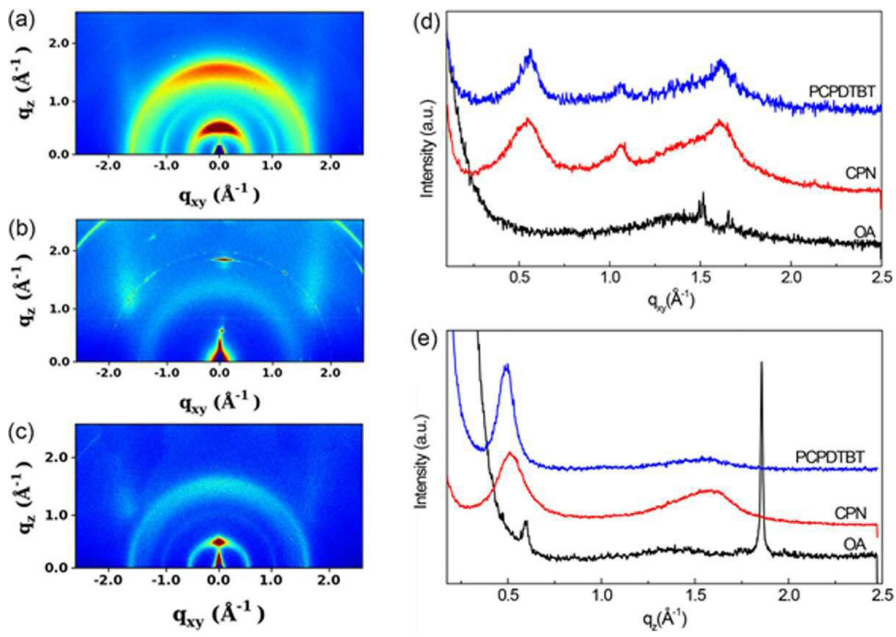 (a)
2.0
1.0
0.0
q_z (Å⁻¹)
-2.0 -1.0 0.0 1.0 2.0
q_xy (Å⁻¹)
(b)
2.0
1.0
0.0
q_z (Å⁻¹)
-2.0 -1.0 0.0 1.0 2.0
q_xy (Å⁻¹)
(c)
2.0
1.0
0.0
q_z (Å⁻¹)
-2.0 -1.0 0.0 1.0 2.0
q_xy (Å⁻¹)
(d)
Intensity (a.u.)
PCPDTBT
CPN
OA
0.5 1.0 1.5 2.0 2.5
q_xy(Å⁻¹)
(e)
Intensity (a.u.)
PCPDTBT
CPN
OA
0.5 1.0 1.5 2.0 2.5
q_z(Å⁻¹)